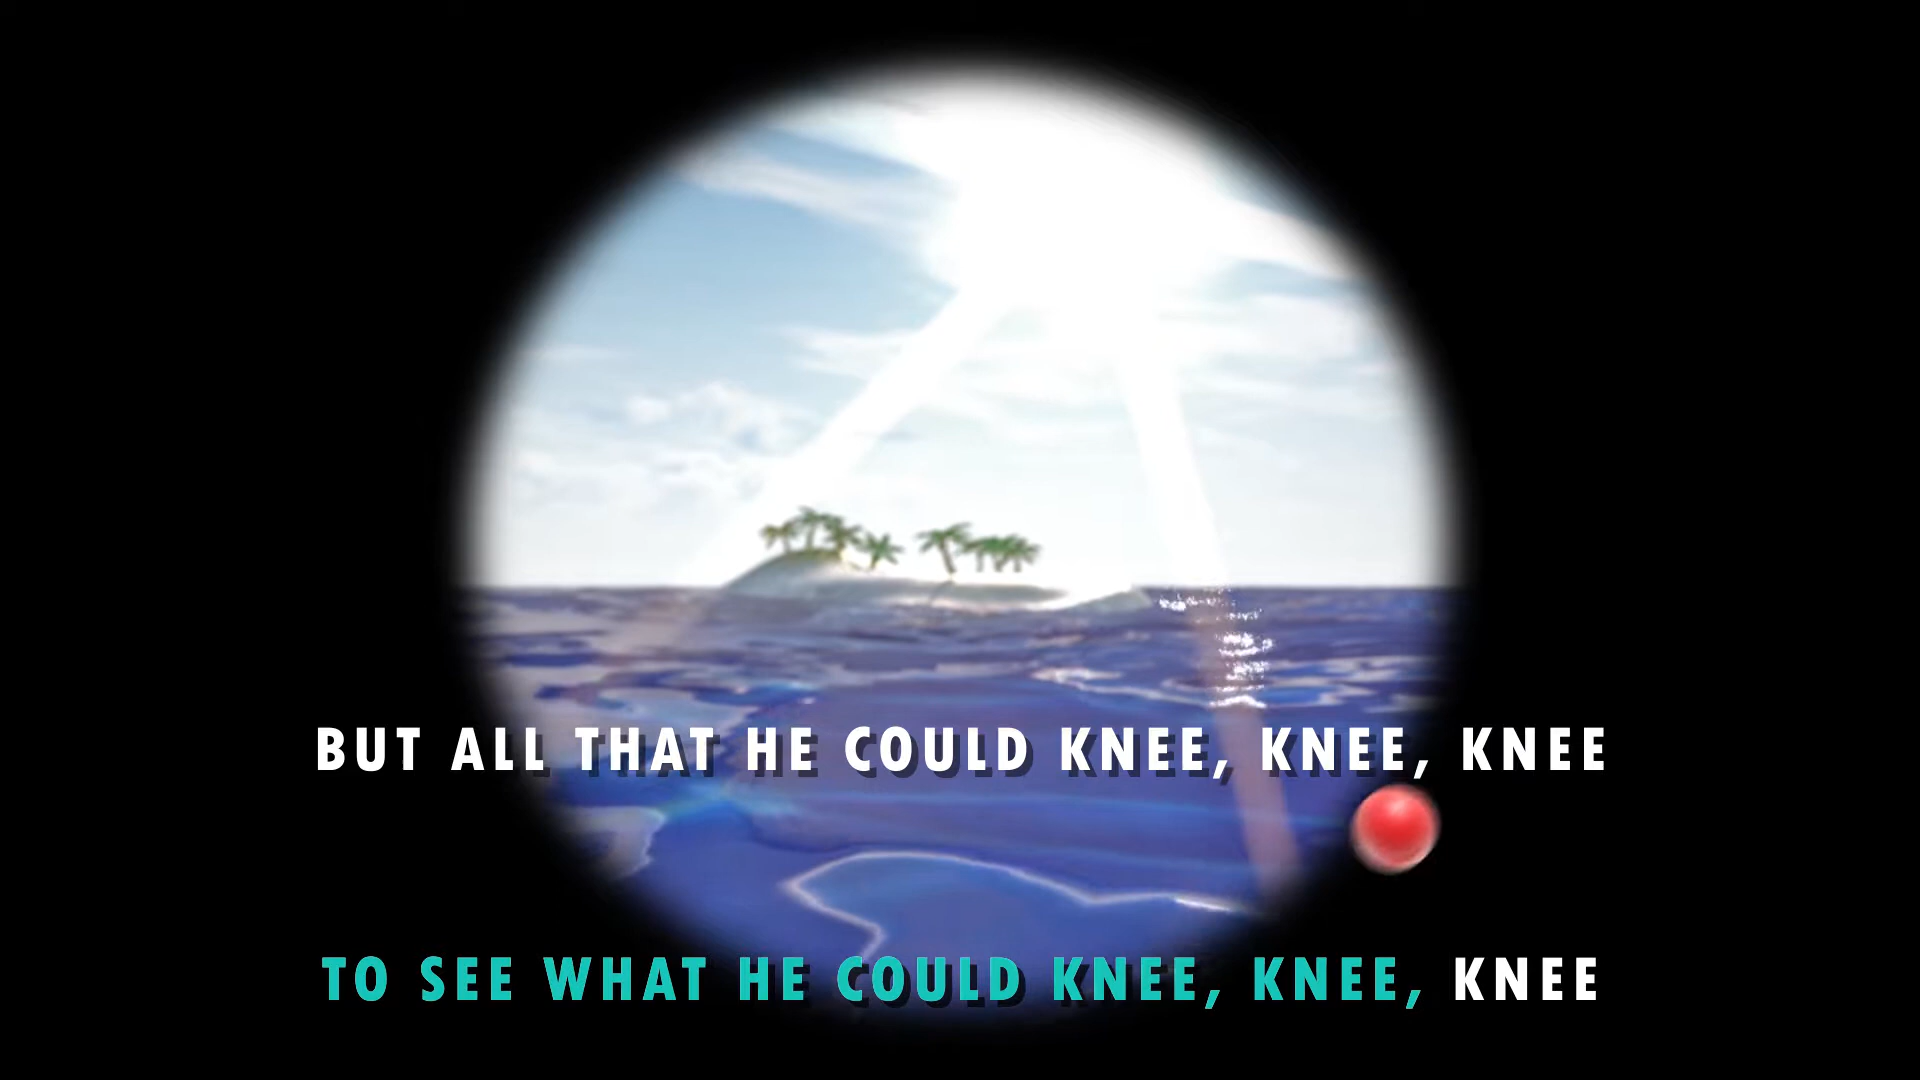 BUT ALL THAT HE COULD KNEE, KNEE, KNEE
TO SEE WHAT HE COULD KNEE, KNEE, KNEE